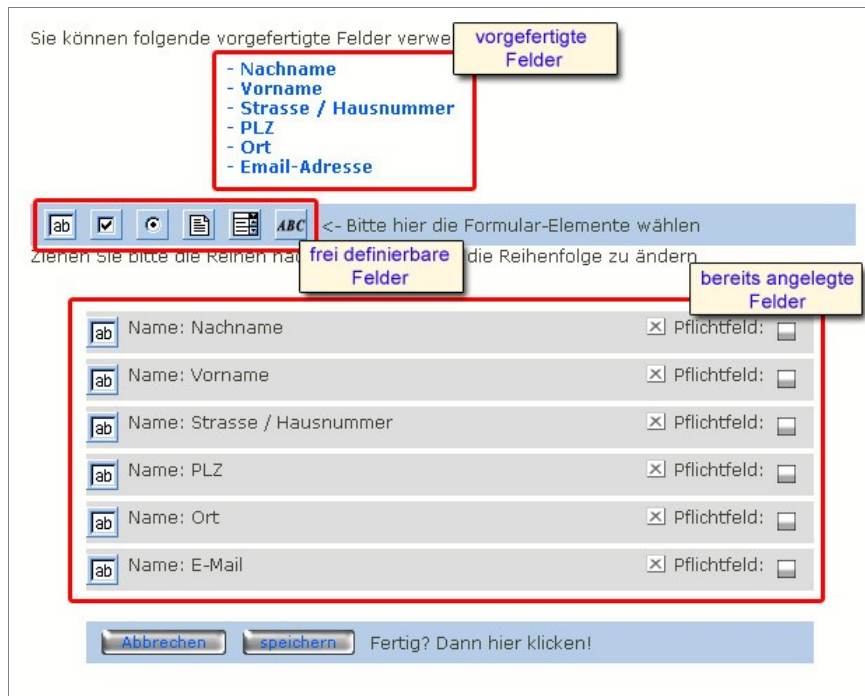 Sie können folgende vorgefertigte Felder
vorgefertigte
Felder
- Nachname
- Vorname
- Strasse / Hausnummer
- PLZ
- Ort
- Email-Adresse
ab ABC <- Bitte hier die Formular-Elemente wählen
Ziehen Sie bitte die Reihen die Reihenfolge zu ändern
frei definierbare
Felder
bereits angelegte
Felder
ab Name: Nachname Pflichtfeld:
ab Name: Vorname Pflichtfeld:
ab Name: Strasse / Hausnummer Pflichtfeld:
ab Name: PLZ Pflichtfeld:
ab Name: Ort Pflichtfeld:
ab Name: E-Mail Pflichtfeld:
Abbrechen speichern Fertig? Dann hier klicken!